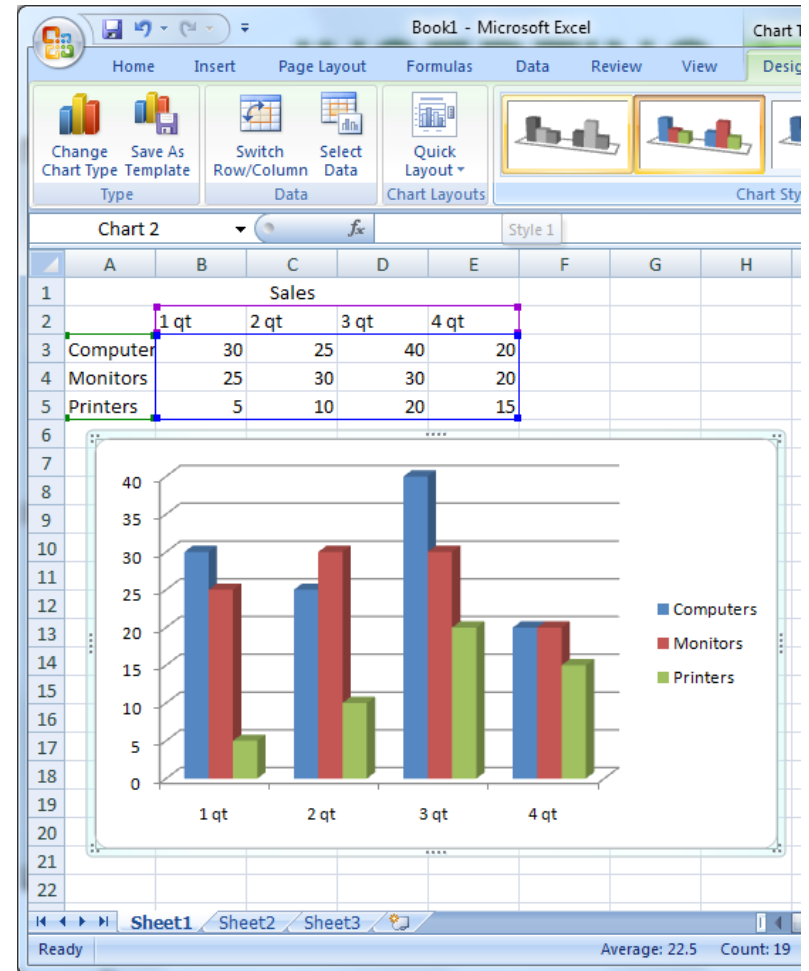 Book1 - Microsoft Excel
Chart T
Home Insert Page Layout Formulas Data Review View Desig
Change Chart Type
Save As Template
Switch Row/Column
Select Data
Quick Layout
Type Data Chart Layouts Chart Sty
Chart 2 fx Style 1
A B C D E F G H
1 Sales
2 1 qt 2 qt 3 qt 4 qt
3 Computer 30 25 40 20
4 Monitors 25 30 30 20
5 Printers 5 10 20 15
6
7
8
9
10
11
12
13
14
15
16
17
18
19
20
21
22
40
35
30
25
20
15
10
5
0
1 qt 2 qt 3 qt 4 qt
Computers
Monitors
Printers
Sheet1 Sheet2 Sheet3
Ready Average: 22.5 Count: 19